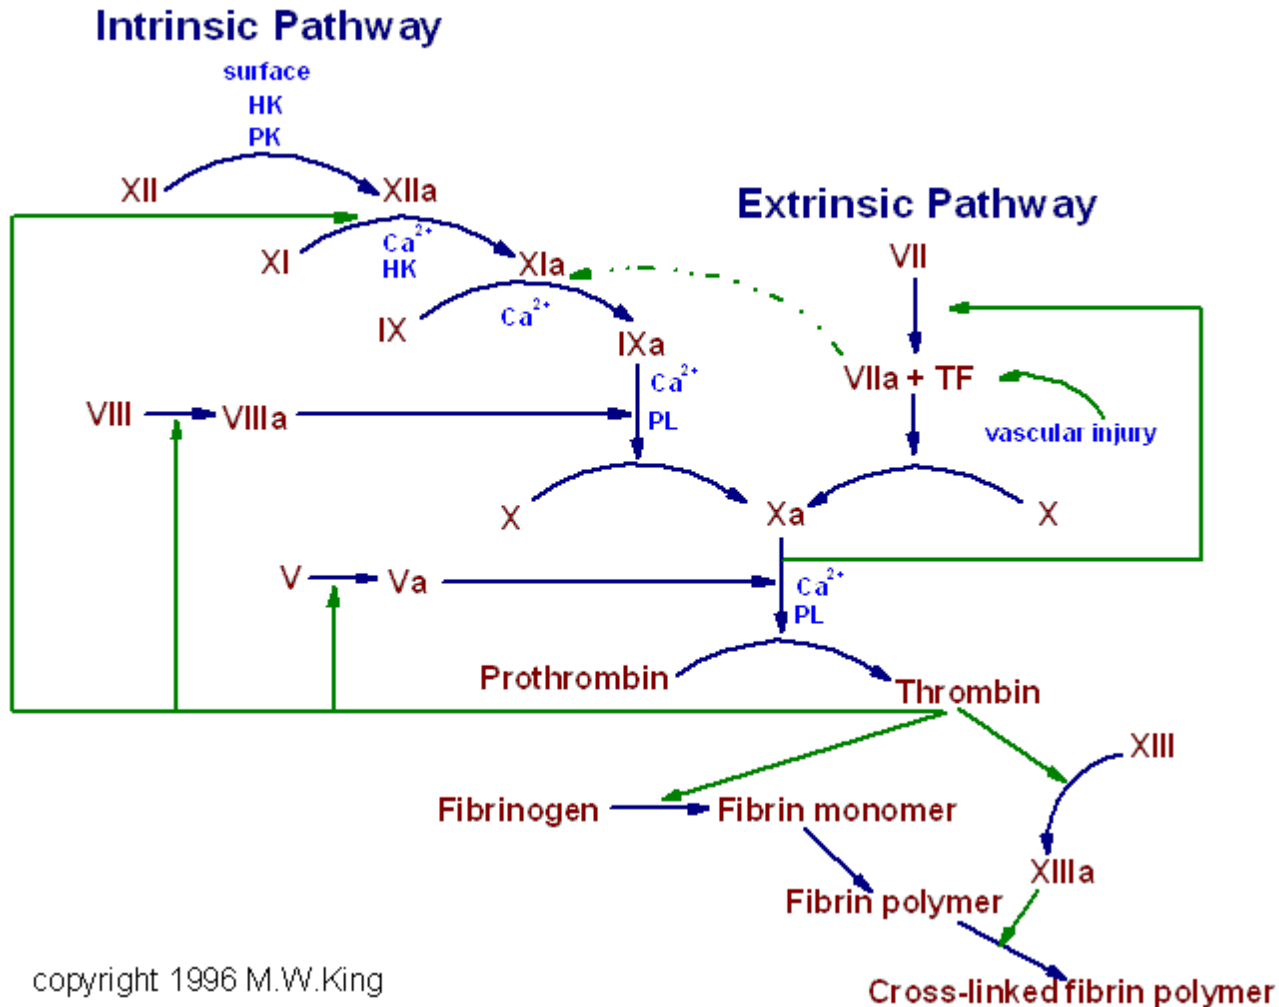 Intrinsic Pathway
surface
HK
PK
XII
XIIa
Extrinsic Pathway
XI
Ca2+
HK
XIa
VII
IX
Ca2+
IXa
Ca2+
VIIa + TF
VIII
VIIIa
PL
vascular injury
X
Xa
X
V
Va
Ca2+
PL
Prothrombin
Thrombin
XIII
Fibrinogen
Fibrin monomer
XIIIa
Fibrin polymer
copyright 1996 M.W.King
Cross-linked fibrin polymer